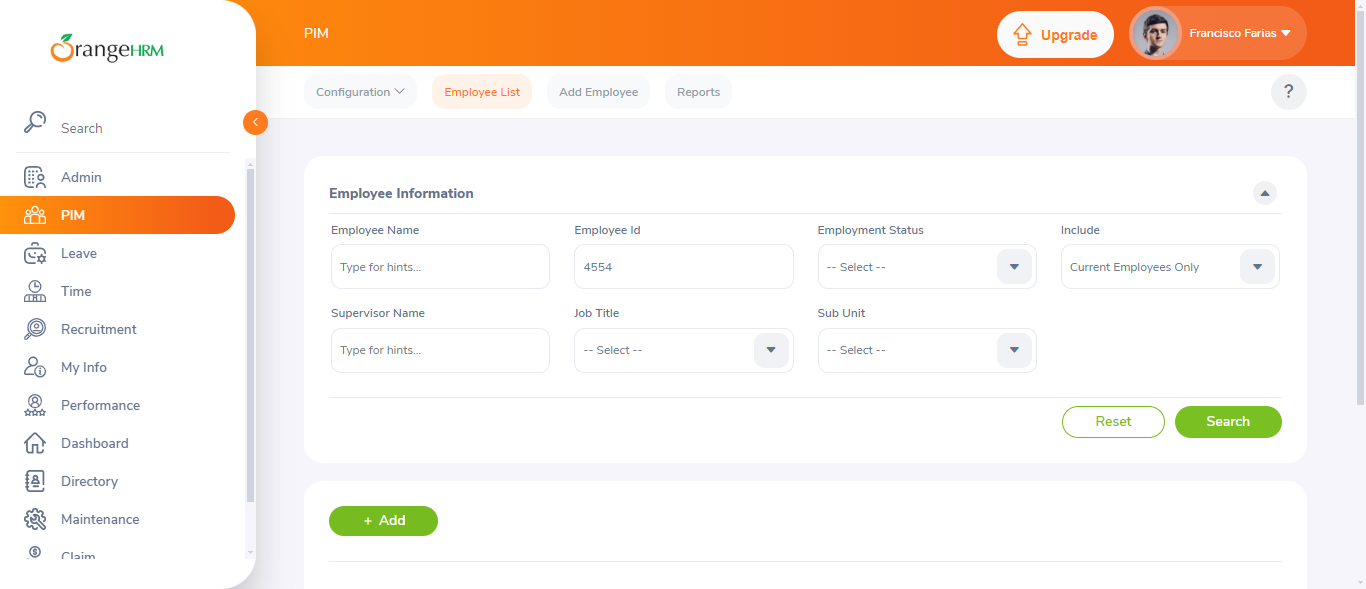 OrangeHRM
PIM
Upgrade
Francisco Farias
Configuration
Employee List
Add Employee
Reports
?
Search
Admin
PIM
Leave
Time
Recruitment
My Info
Performance
Dashboard
Directory
Maintenance
Claim
Employee Information
Employee Name
Employee Id
Employment Status
Include
Type for hints...
4554
-- Select --
Current Employees Only
Supervisor Name
Job Title
Sub Unit
Type for hints...
-- Select --
-- Select --
Reset
Search
+ Add